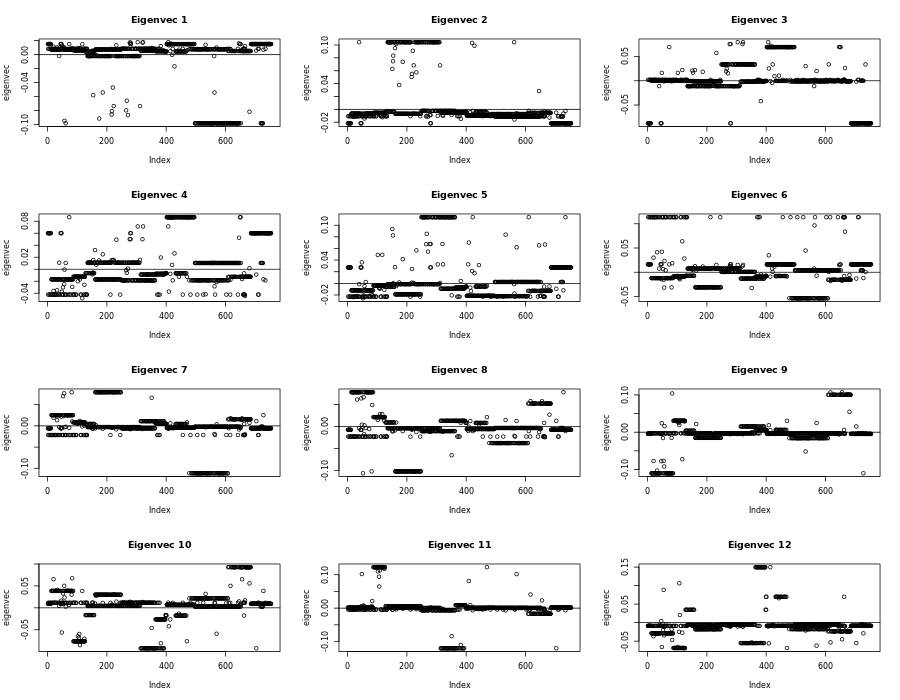 Eigenvec 1
eigenvec
0.00
-0.04
-0.10
0
200
400
600
Index
Eigenvec 2
eigenvec
0.10
0.04
-0.02
0
200
400
600
Index
Eigenvec 3
eigenvec
0.05
-0.05
0
200
400
600
Index
Eigenvec 4
eigenvec
0.08
0.02
-0.04
0
200
400
600
Index
Eigenvec 5
eigenvec
0.10
0.04
-0.02
0
200
400
600
Index
Eigenvec 6
eigenvec
0.05
-0.05
0
200
400
600
Index
Eigenvec 7
eigenvec
0.00
-0.10
0
200
400
600
Index
Eigenvec 8
eigenvec
0.00
-0.10
0
200
400
600
Index
Eigenvec 9
eigenvec
0.10
0.00
-0.10
0
200
400
600
Index
Eigenvec 10
eigenvec
0.05
-0.05
0
200
400
600
Index
Eigenvec 11
eigenvec
0.10
0.00
-0.10
0
200
400
600
Index
Eigenvec 12
eigenvec
0.15
0.05
-0.05
0
200
400
600
Index